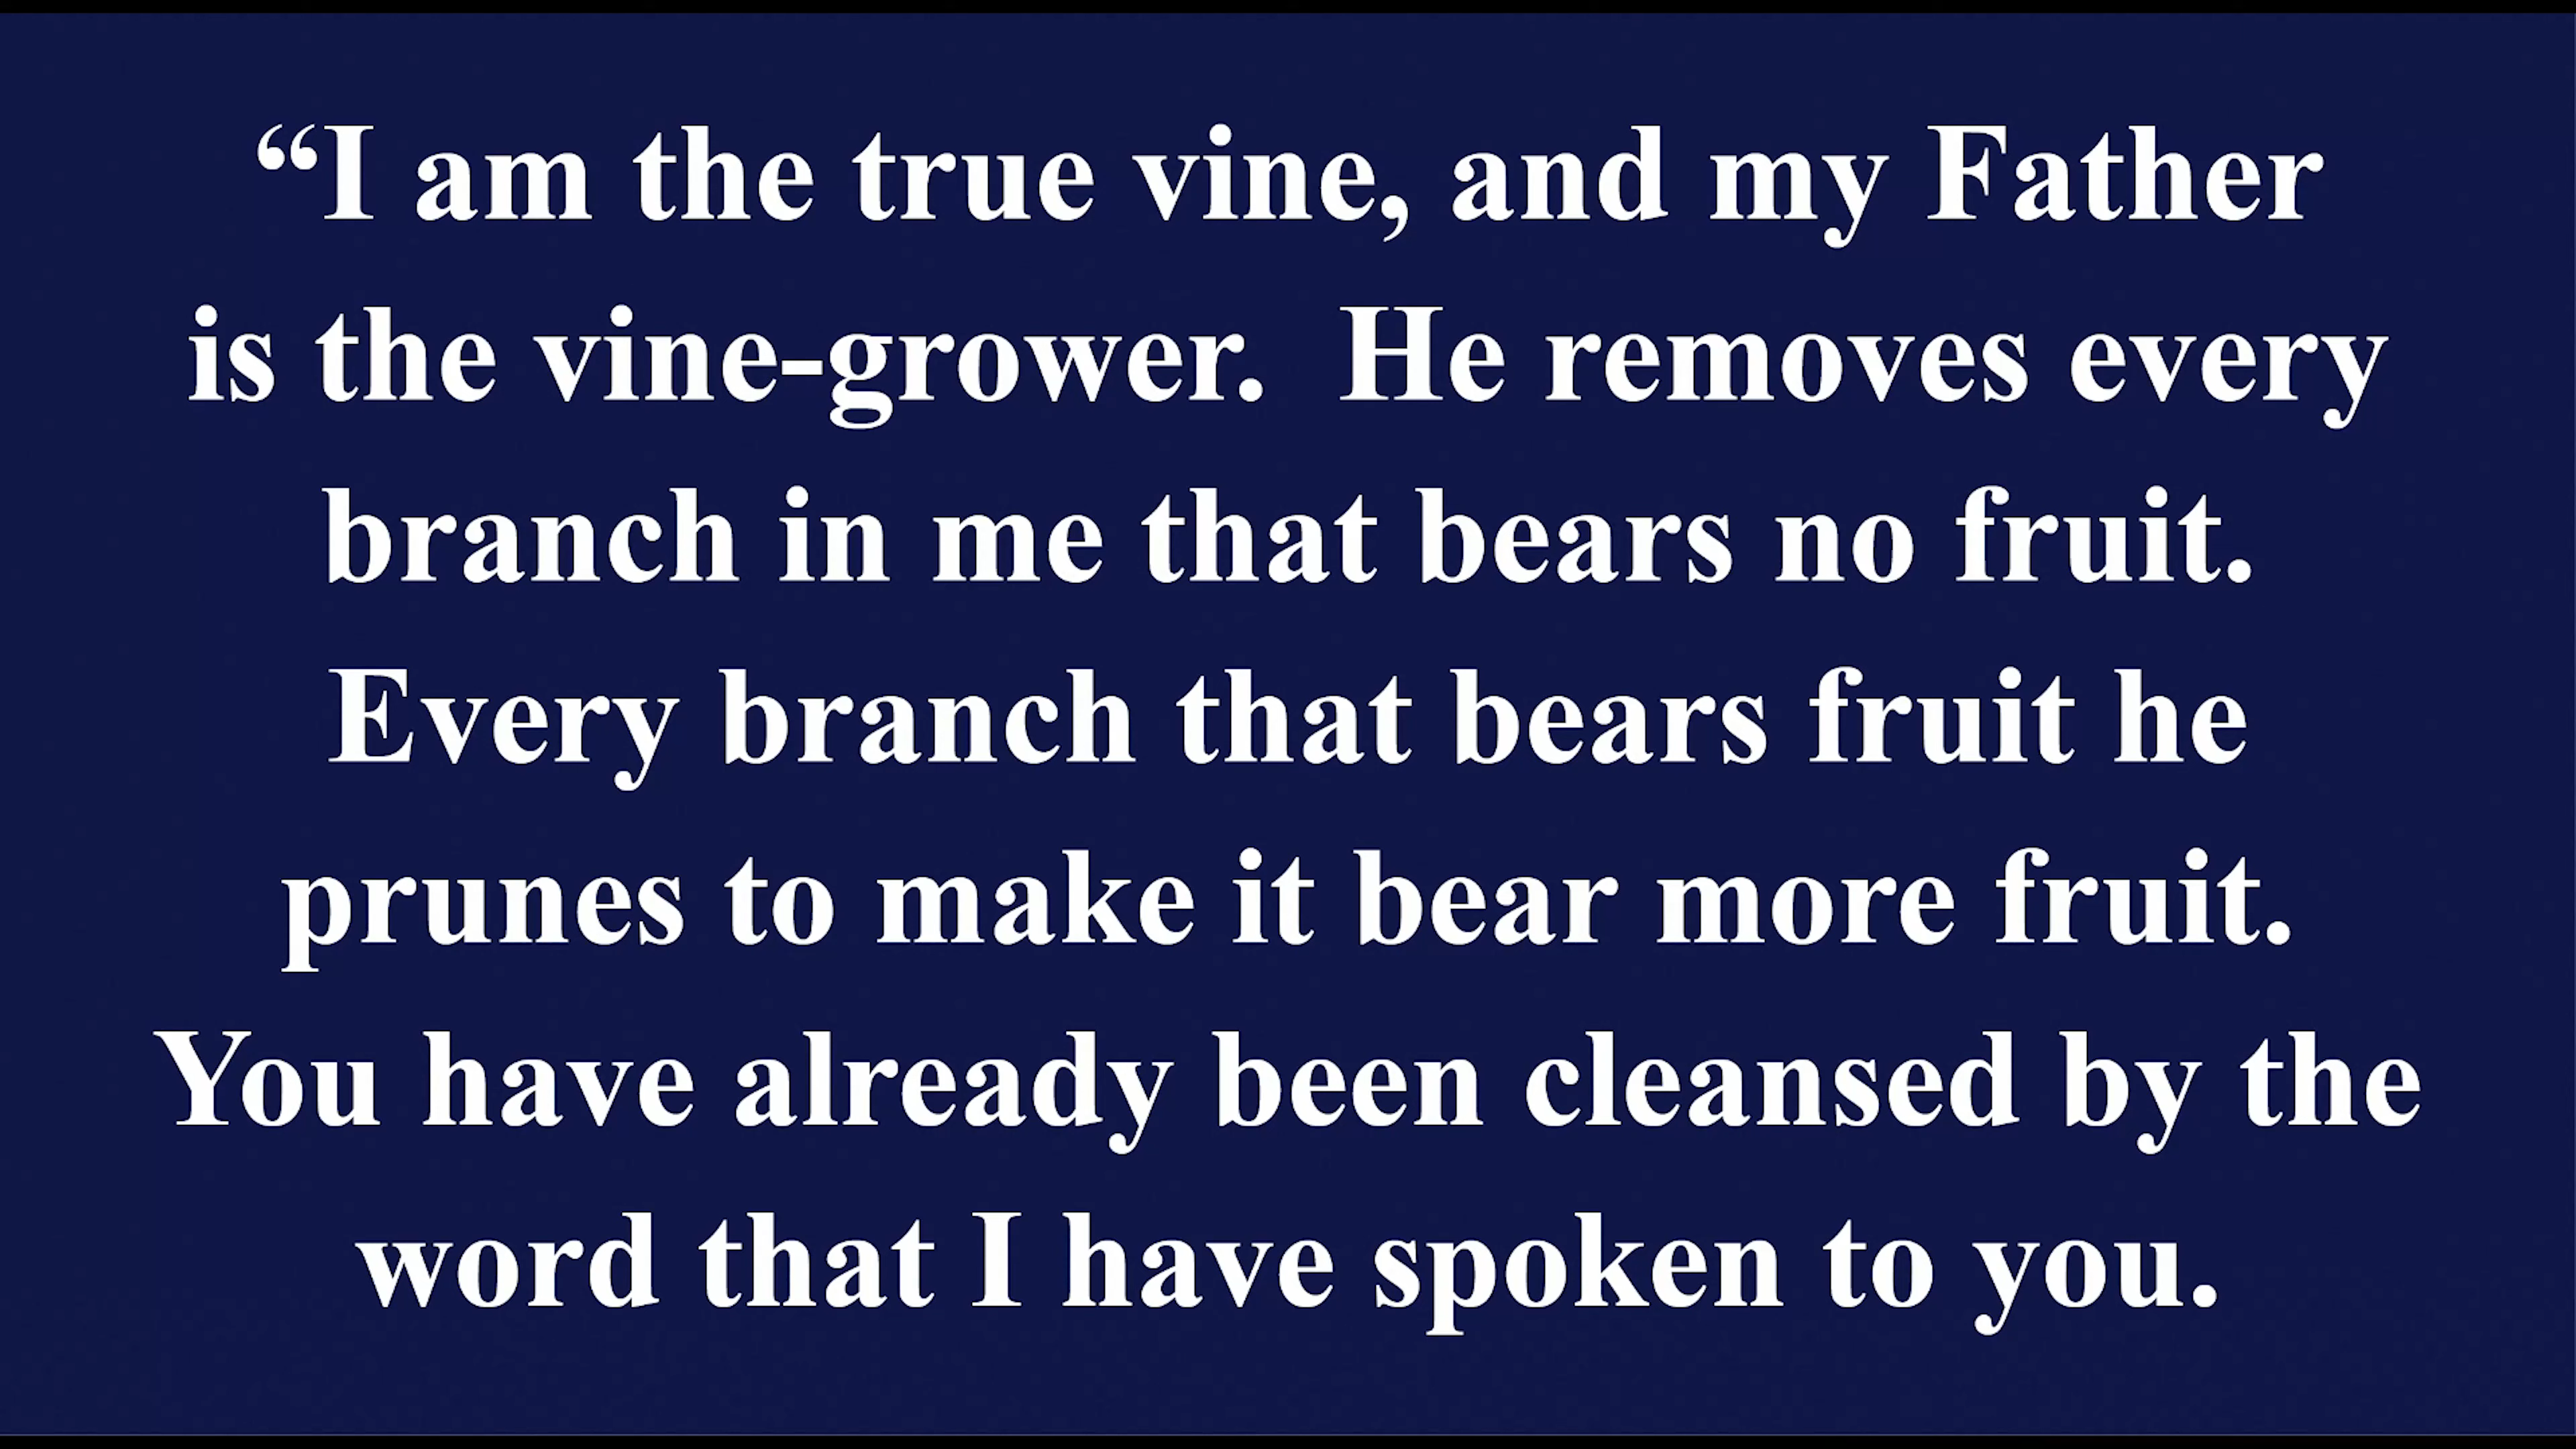 “I am the true vine, and my Father
is the vine-grower.  He removes every
branch in me that bears no fruit.
Every branch that bears fruit he
prunes to make it bear more fruit.
You have already been cleansed by the
word that I have spoken to you.